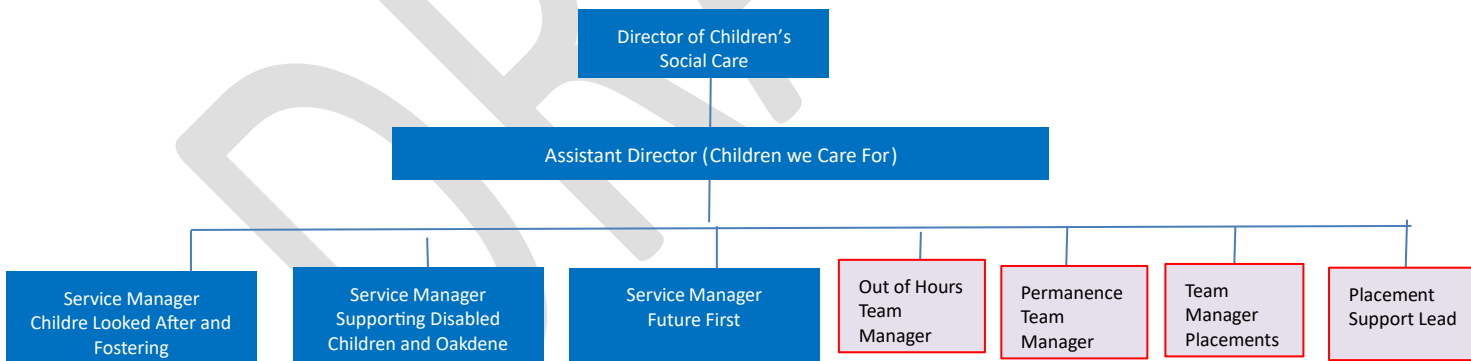 Director of Children's
Social Care
Assistant Director (Children we Care For)
Service Manager
Childre Looked After and
Fostering
Service Manager
Supporting Disabled
Children and Oakdene
Service Manager
Future First
Out of Hours
Team
Manager
Permanence
Team
Manager
Team
Manager
Placements
Placement
Support Lead